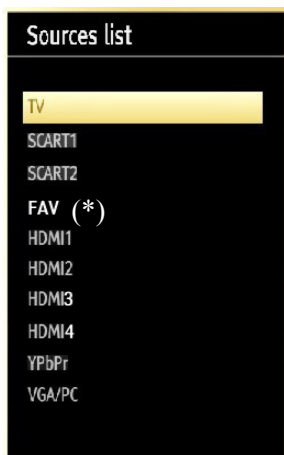 Sources list
TV
SCART1
SCART2
FAV (*)
HDMI1
HDMI2
HDMI3
HDMI4
YPbPr
VGA/PC